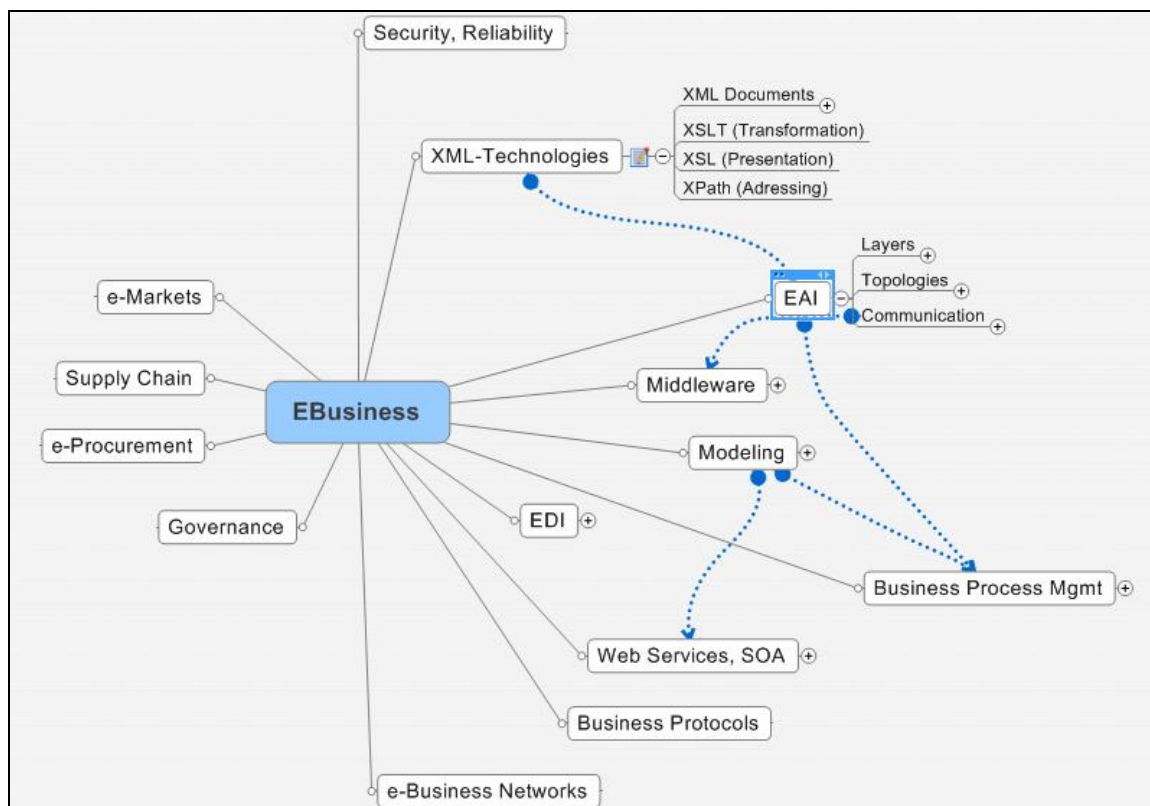 Security, Reliability
XML Documents
XSLT (Transformation)
XML-Technologies
XSL (Presentation)
XPath (Adressing)
Layers
e-Markets
EAI
Topologies
Communication
Supply Chain
Middleware
EBusiness
e-Procurement
Modeling
Governance
EDI
Business Process Mgmt
Web Services, SOA
Business Protocols
e-Business Networks